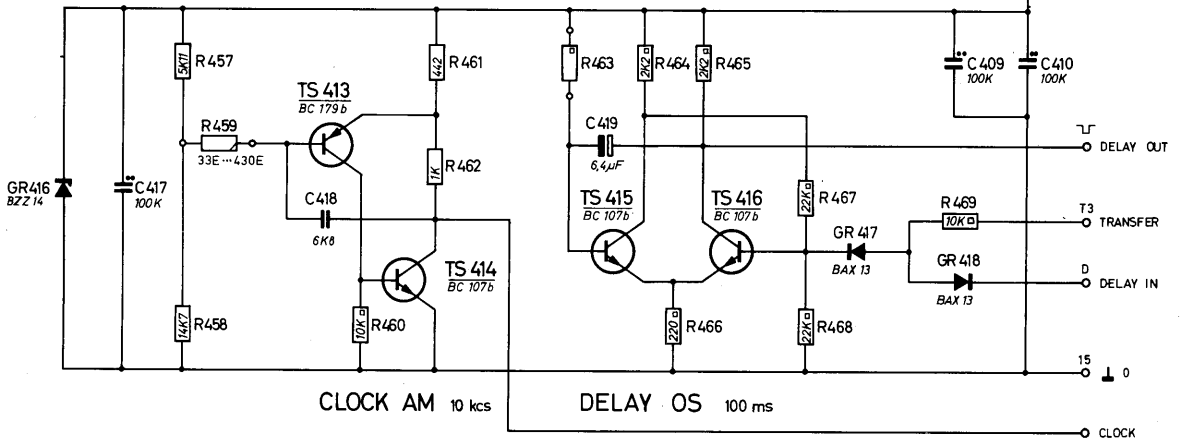 R457
5K11
R461
442
R463
R464
2K2
R465
2K2
C409
100K
C410
100K
TS 413
BC 179b
R459
33E---430E
C419
6,4µF
DELAY OUT
R462
1K
GR416
BZZ 14
C417
100K
C418
6K8
TS 415
BC 107b
TS 416
BC 107b
R467
22K
R469
10K
T3
TRANSFER
GR 417
BAX 13
GR 418
BAX 13
D
DELAY IN
TS 414
BC 107b
R458
14K7
R460
10K
R466
220
R468
22K
15
⊥ 0
CLOCK AM 10 kcs
DELAY OS 100 ms
CLOCK